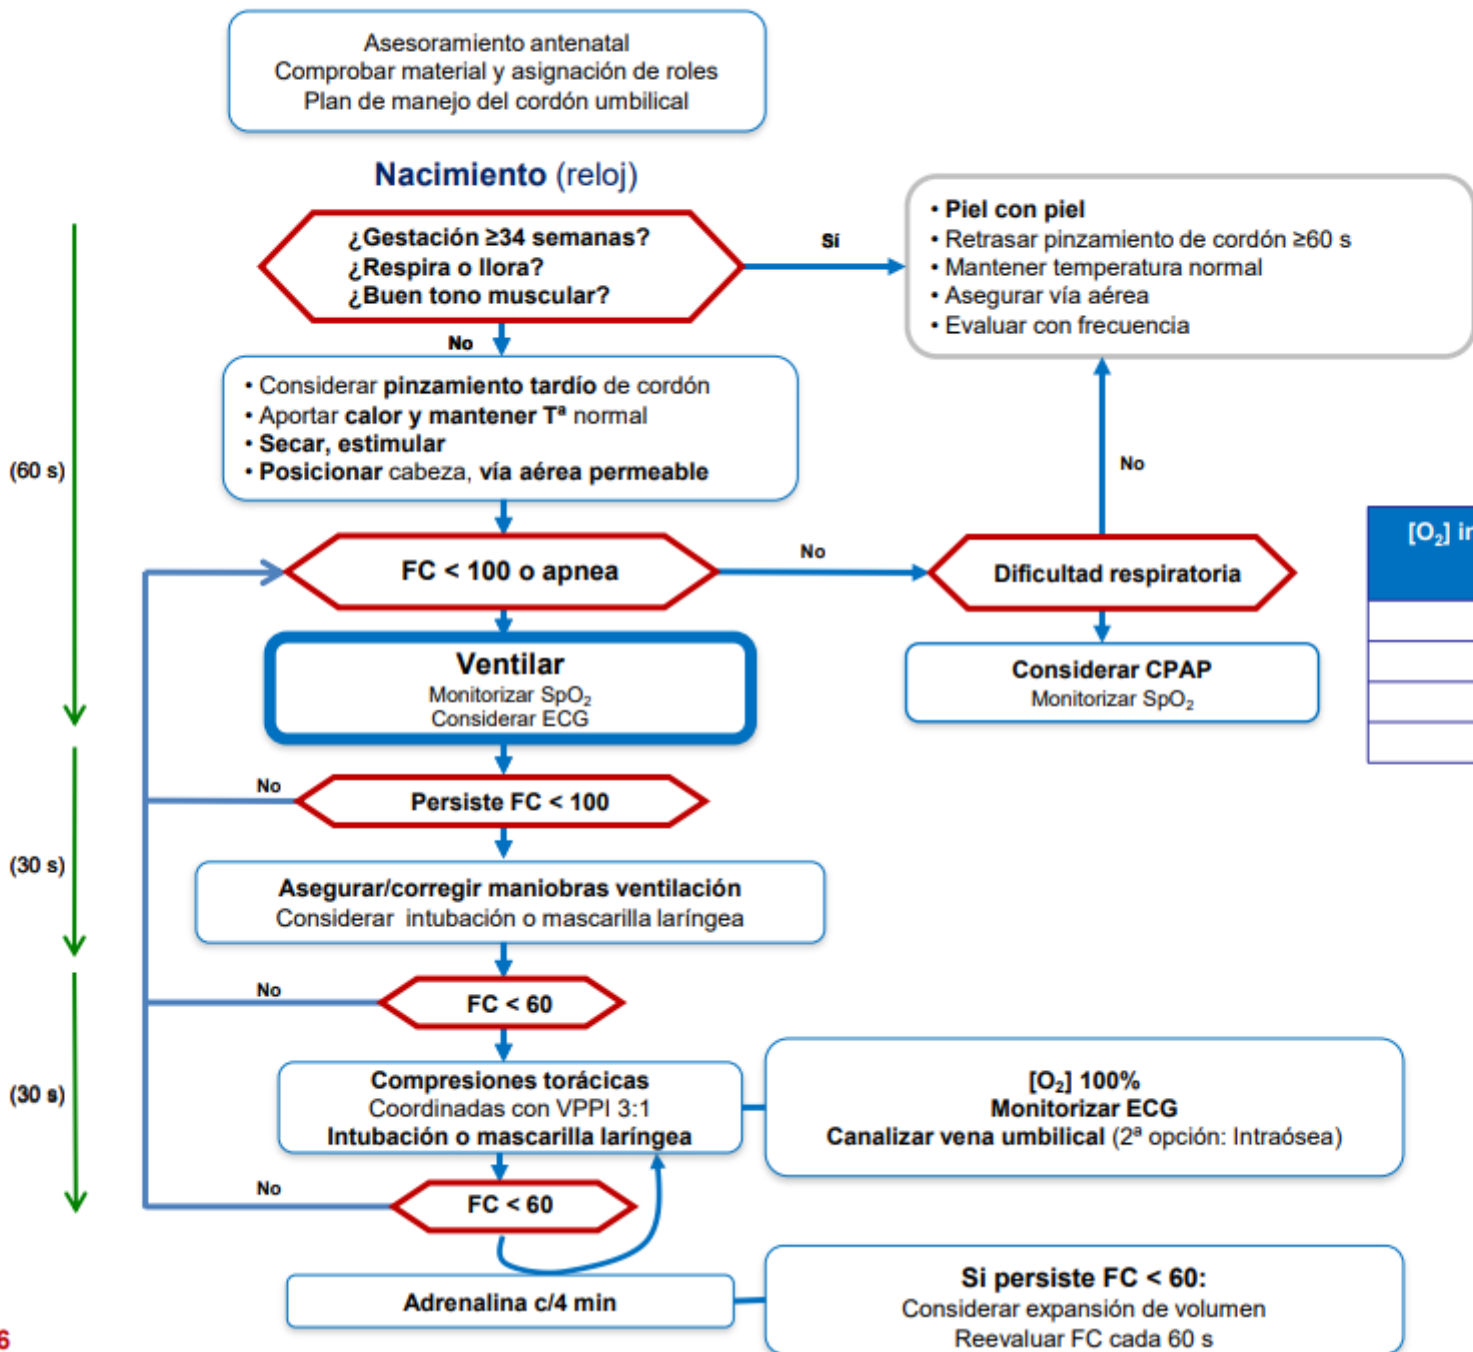 Asesoramiento antenatal
Comprobar material y asignación de roles
Plan de manejo del cordón umbilical
Nacimiento (reloj)
¿Gestación ≥34 semanas?
¿Respira o llora?
¿Buen tono muscular?
Sí
• Piel con piel
• Retrasar pinzamiento de cordón ≥60 s
• Mantener temperatura normal
• Asegurar vía aérea
• Evaluar con frecuencia
No
• Considerar pinzamiento tardío de cordón
• Aportar calor y mantener Tª normal
• Secar, estimular
• Posicionar cabeza, vía aérea permeable
(60 s)
No
FC < 100 o apnea
No
Dificultad respiratoria
[O₂]
Ventilar
Monitorizar SpO₂
Considerar ECG
Considerar CPAP
Monitorizar SpO₂
No
Persiste FC < 100
(30 s)
Asegurar/corregir maniobras ventilación
Considerar intubación o mascarilla laríngea
No
FC < 60
(30 s)
Compresiones torácicas
Coordinadas con VPPI 3:1
Intubación o mascarilla laríngea
[O₂] 100%
Monitorizar ECG
Canalizar vena umbilical (2ª opción: Intraósea)
No
FC < 60
Adrenalina c/4 min
Si persiste FC < 60:
Considerar expansión de volumen
Reevaluar FC cada 60 s
6